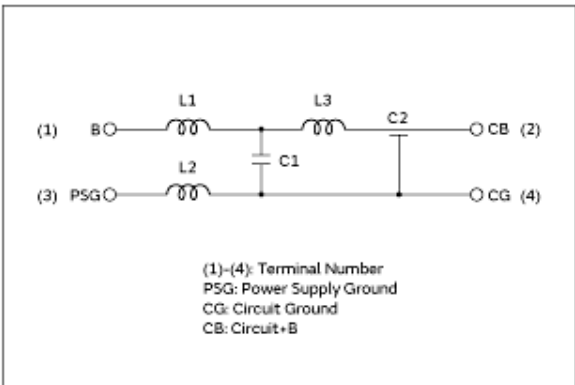 L1
L3
C2
(1) B
CB (2)
C1
L2
(3) PSG
CG (4)
(1)-(4): Terminal Number
PSG: Power Supply Ground
CG: Circuit Ground
CB: Circuit+B